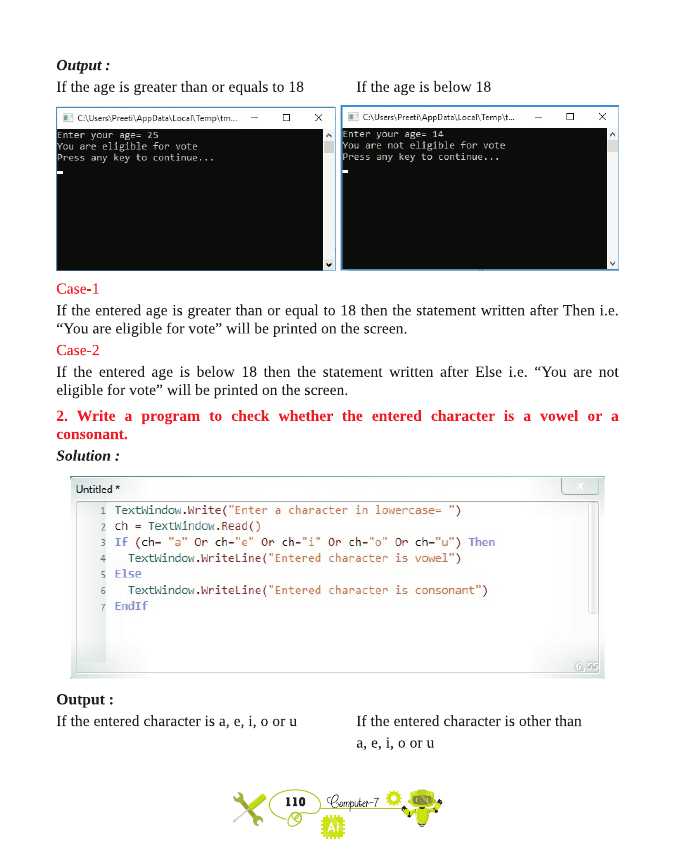 Output :
If the age is greater than or equals to 18
If the age is below 18
C:\Users\Preeti\AppData\Local\Temp\tm...
Enter your age= 25
You are eligible for vote
Press any key to continue...
C:\Users\Preeti\AppData\Local\Temp\t...
Enter your age= 14
You are not eligible for vote
Press any key to continue...
Case-1
If the entered age is greater than or equal to 18 then the statement written after Then i.e.
“You are eligible for vote” will be printed on the screen.
Case-2
If the entered age is below 18 then the statement written after Else i.e. “You are not
eligible for vote” will be printed on the screen.
2. Write a program to check whether the entered character is a vowel or a
consonant.
Solution :
Untitled *
1 TextWindow.Write("Enter a character in lowercase= ")
2 ch = TextWindow.Read()
3 If (ch= "a" Or ch="e" Or ch="i" Or ch="o" Or ch="u") Then
4 TextWindow.WriteLine("Entered character is vowel")
5 Else
6 TextWindow.WriteLine("Entered character is consonant")
7 EndIf
Output :
If the entered character is a, e, i, o or u
If the entered character is other than
a, e, i, o or u
110 Computer-7
AI